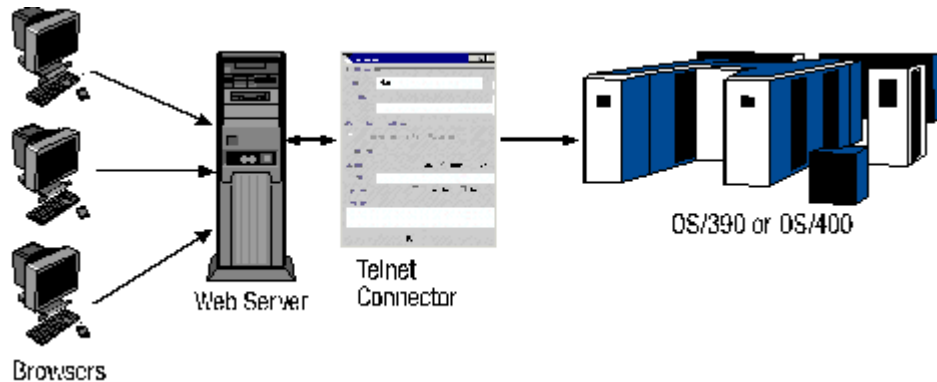 OS/390 or OS/400
Telnet
Connector
Web Server
Browsers